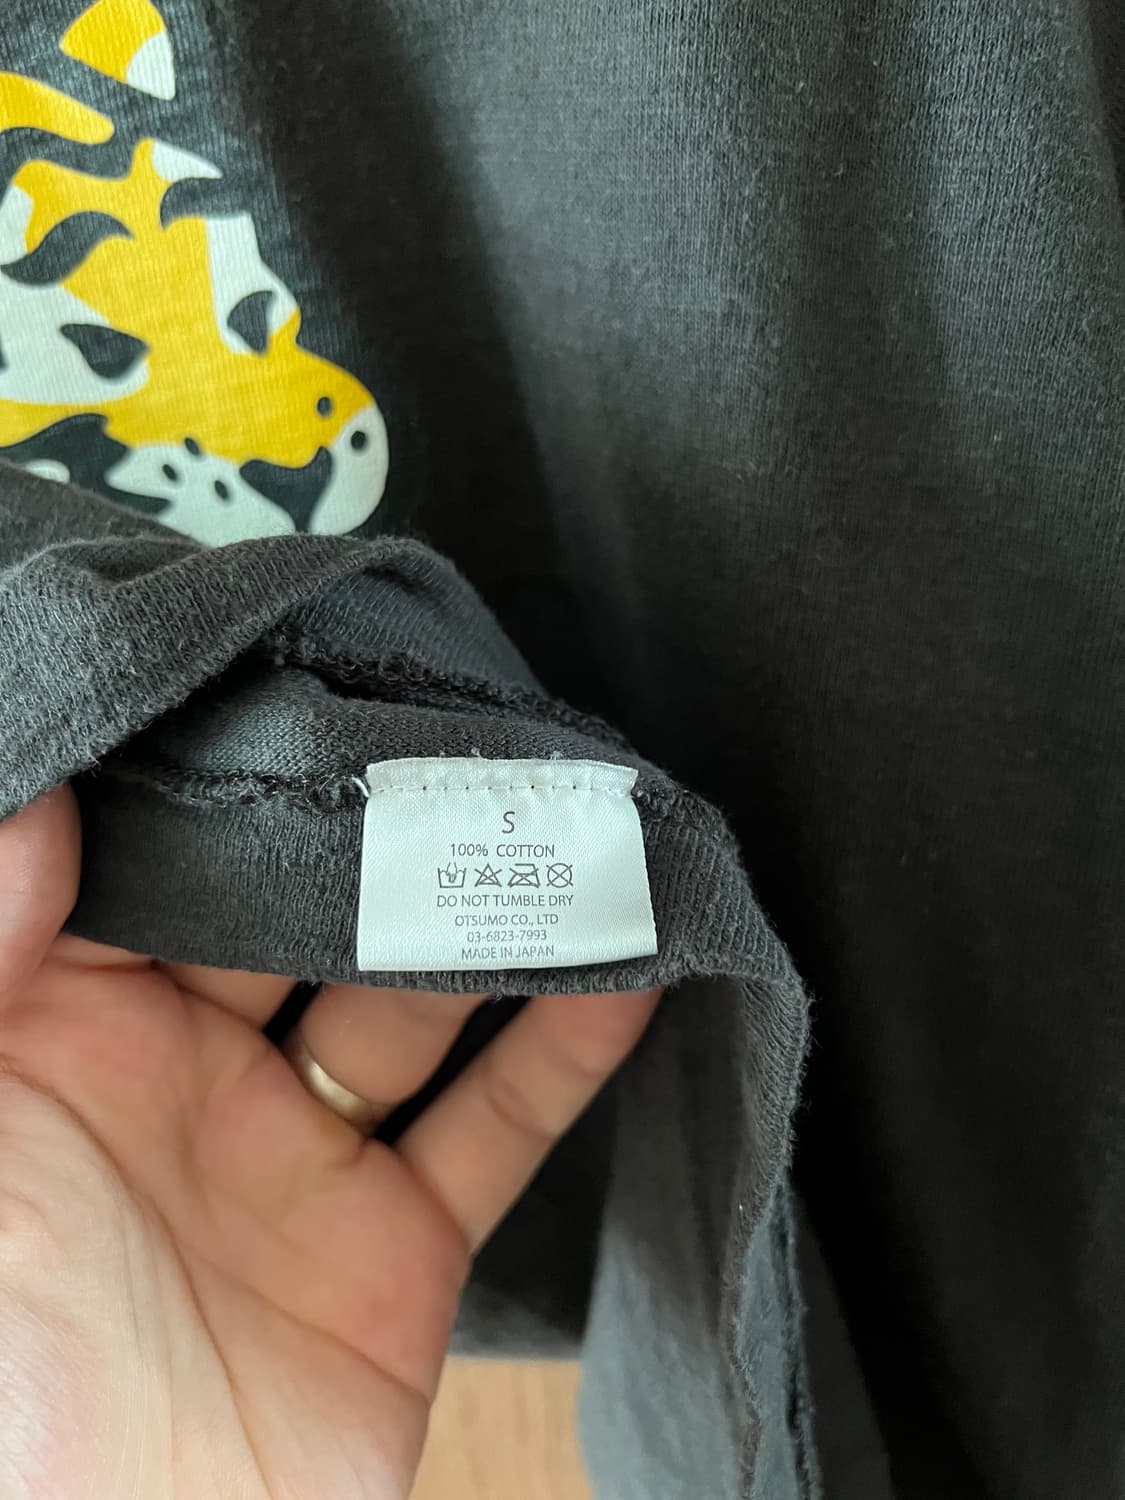 S
100% COTTON
DO NOT TUMBLE DRY
OTSUMO CO., LTD
03-6823-7993
MADE IN JAPAN